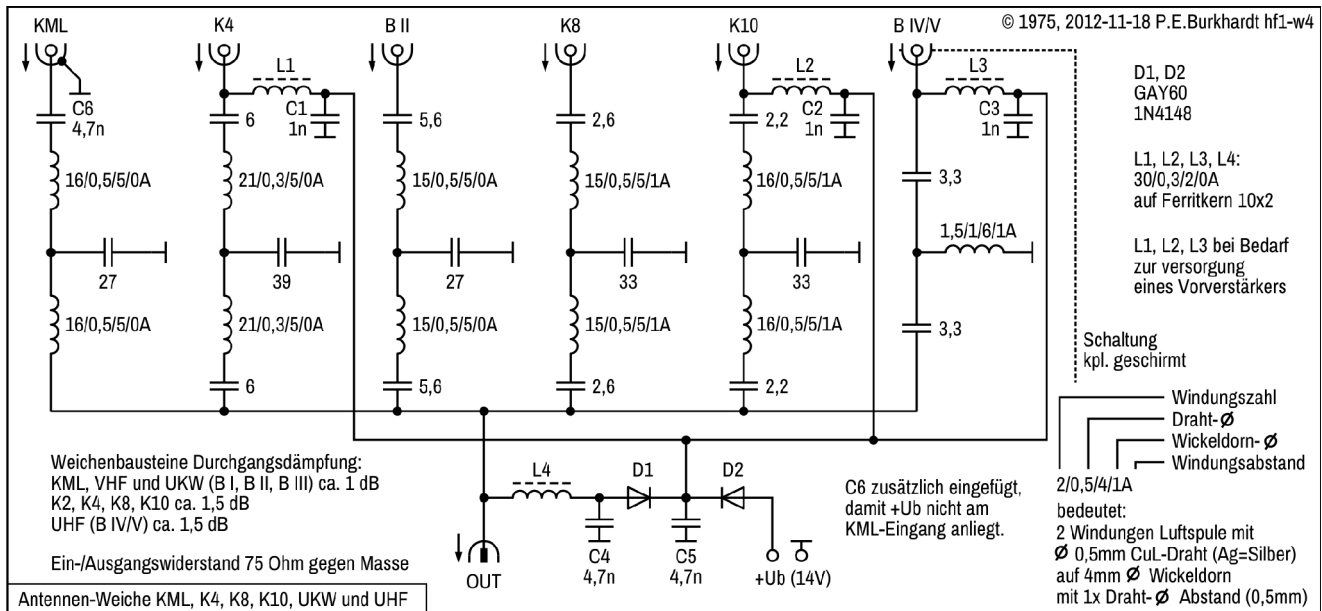 KML
K4
B II
K8
K10
B IV/V
© 1975, 2012-11-18 P.E.Burkhardt hf1-w4
L1
L2
L3
C6
4,7n
6
C1
1n
5,6
2,6
2,2
C2
1n
C3
1n
D1, D2
GAY60
1N4148
16/0,5/5/0A
21/0,3/5/0A
15/0,5/5/0A
15/0,5/5/1A
16/0,5/5/1A
3,3
L1, L2, L3, L4:
30/0,3/2/0A
auf Ferritkern 10x2
27
39
27
33
33
1,5/1/6/1A
L1, L2, L3 bei Bedarf
zur versorgung
eines Vorverstärkers
16/0,5/5/0A
21/0,3/5/0A
15/0,5/5/0A
15/0,5/5/1A
16/0,5/5/1A
3,3
Schaltung
kpl. geschirmt
6
5,6
2,6
2,2
Weichenbausteine Durchgangsdämpfung:
KML, VHF und UKW (B I, B II, B III) ca. 1 dB
K2, K4, K8, K10 ca. 1,5 dB
UHF (B IV/V) ca. 1,5 dB
Ein-/Ausgangswiderstand 75 Ohm gegen Masse
L4
D1
D2
C4
4,7n
C5
4,7n
OUT
+Ub (14V)
C6 zusätzlich eingefügt,
damit +Ub nicht am
KML-Eingang anliegt.
Windungszahl
Draht-Ø
Wickeldorn-Ø
Windungsabstand
2/0,5/4/1A
bedeutet:
2 Windungen Luftspule mit
Ø 0,5mm CuL-Draht (Ag=Silber)
auf 4mm Ø Wickeldorn
mit 1x Draht-Ø Abstand (0,5mm)
Antennen-Weiche KML, K4, K8, K10, UKW und UHF